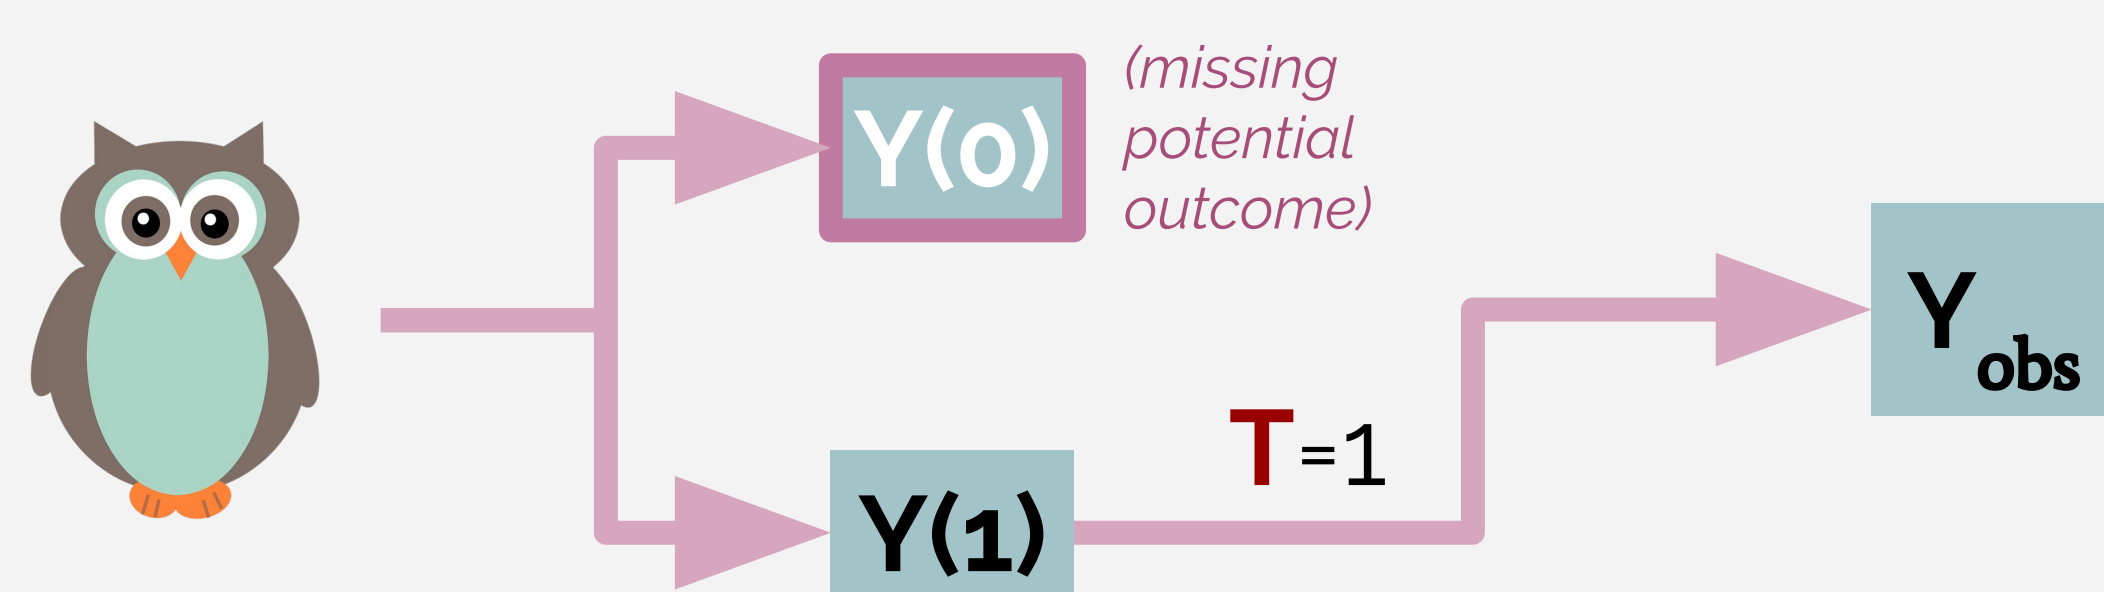 Y(0)
(missing
potential
outcome)
Y(1)
T=1
Yobs